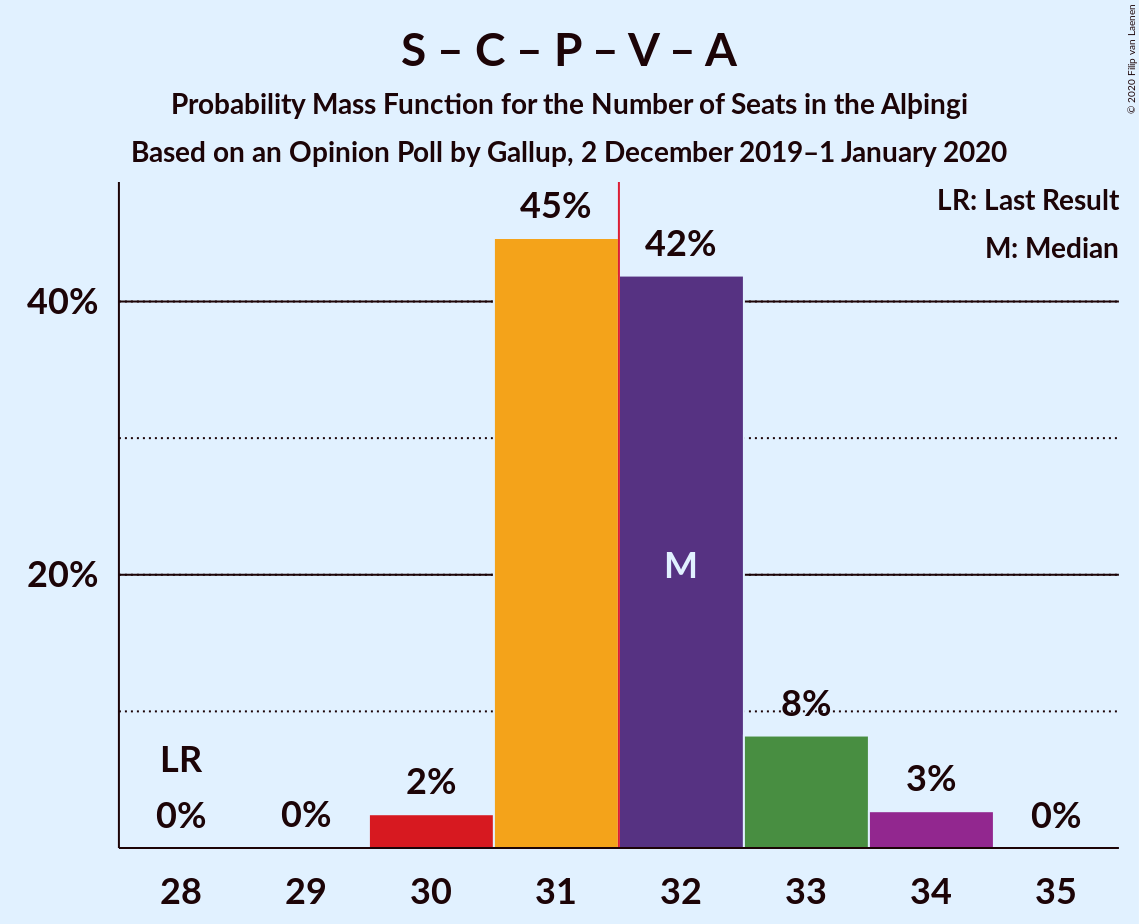 S – C – P – V – A
Probability Mass Function for the Number of Seats in the Alþingi
Based on an Opinion Poll by Gallup, 2 December 2019–1 January 2020
© 2020 Filip van Laenen
LR: Last Result
M: Median
45%
42%
40%
M
20%
8%
LR
0%
0%
2%
3%
0%
28 29 30 31 32 33 34 35